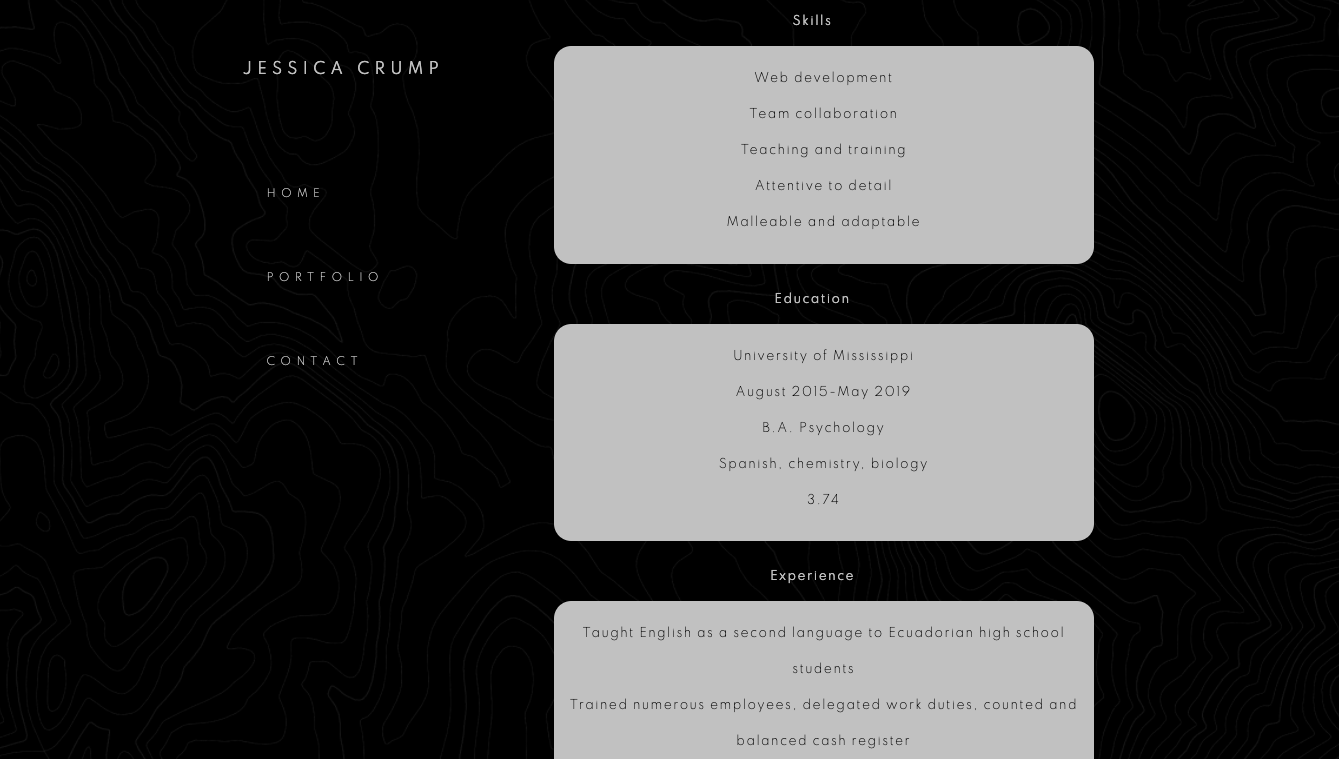 JESSICA CRUMP
HOME
PORTFOLIO
CONTACT
Skills
Web development
Team collaboration
Teaching and training
Attentive to detail
Malleable and adaptable
Education
University of Mississippi
August 2015-May 2019
B.A. Psychology
Spanish, chemistry, biology
3.74
Experience
Taught English as a second language to Ecuadorian high school
students
Trained numerous employees, delegated work duties, counted and
balanced cash register